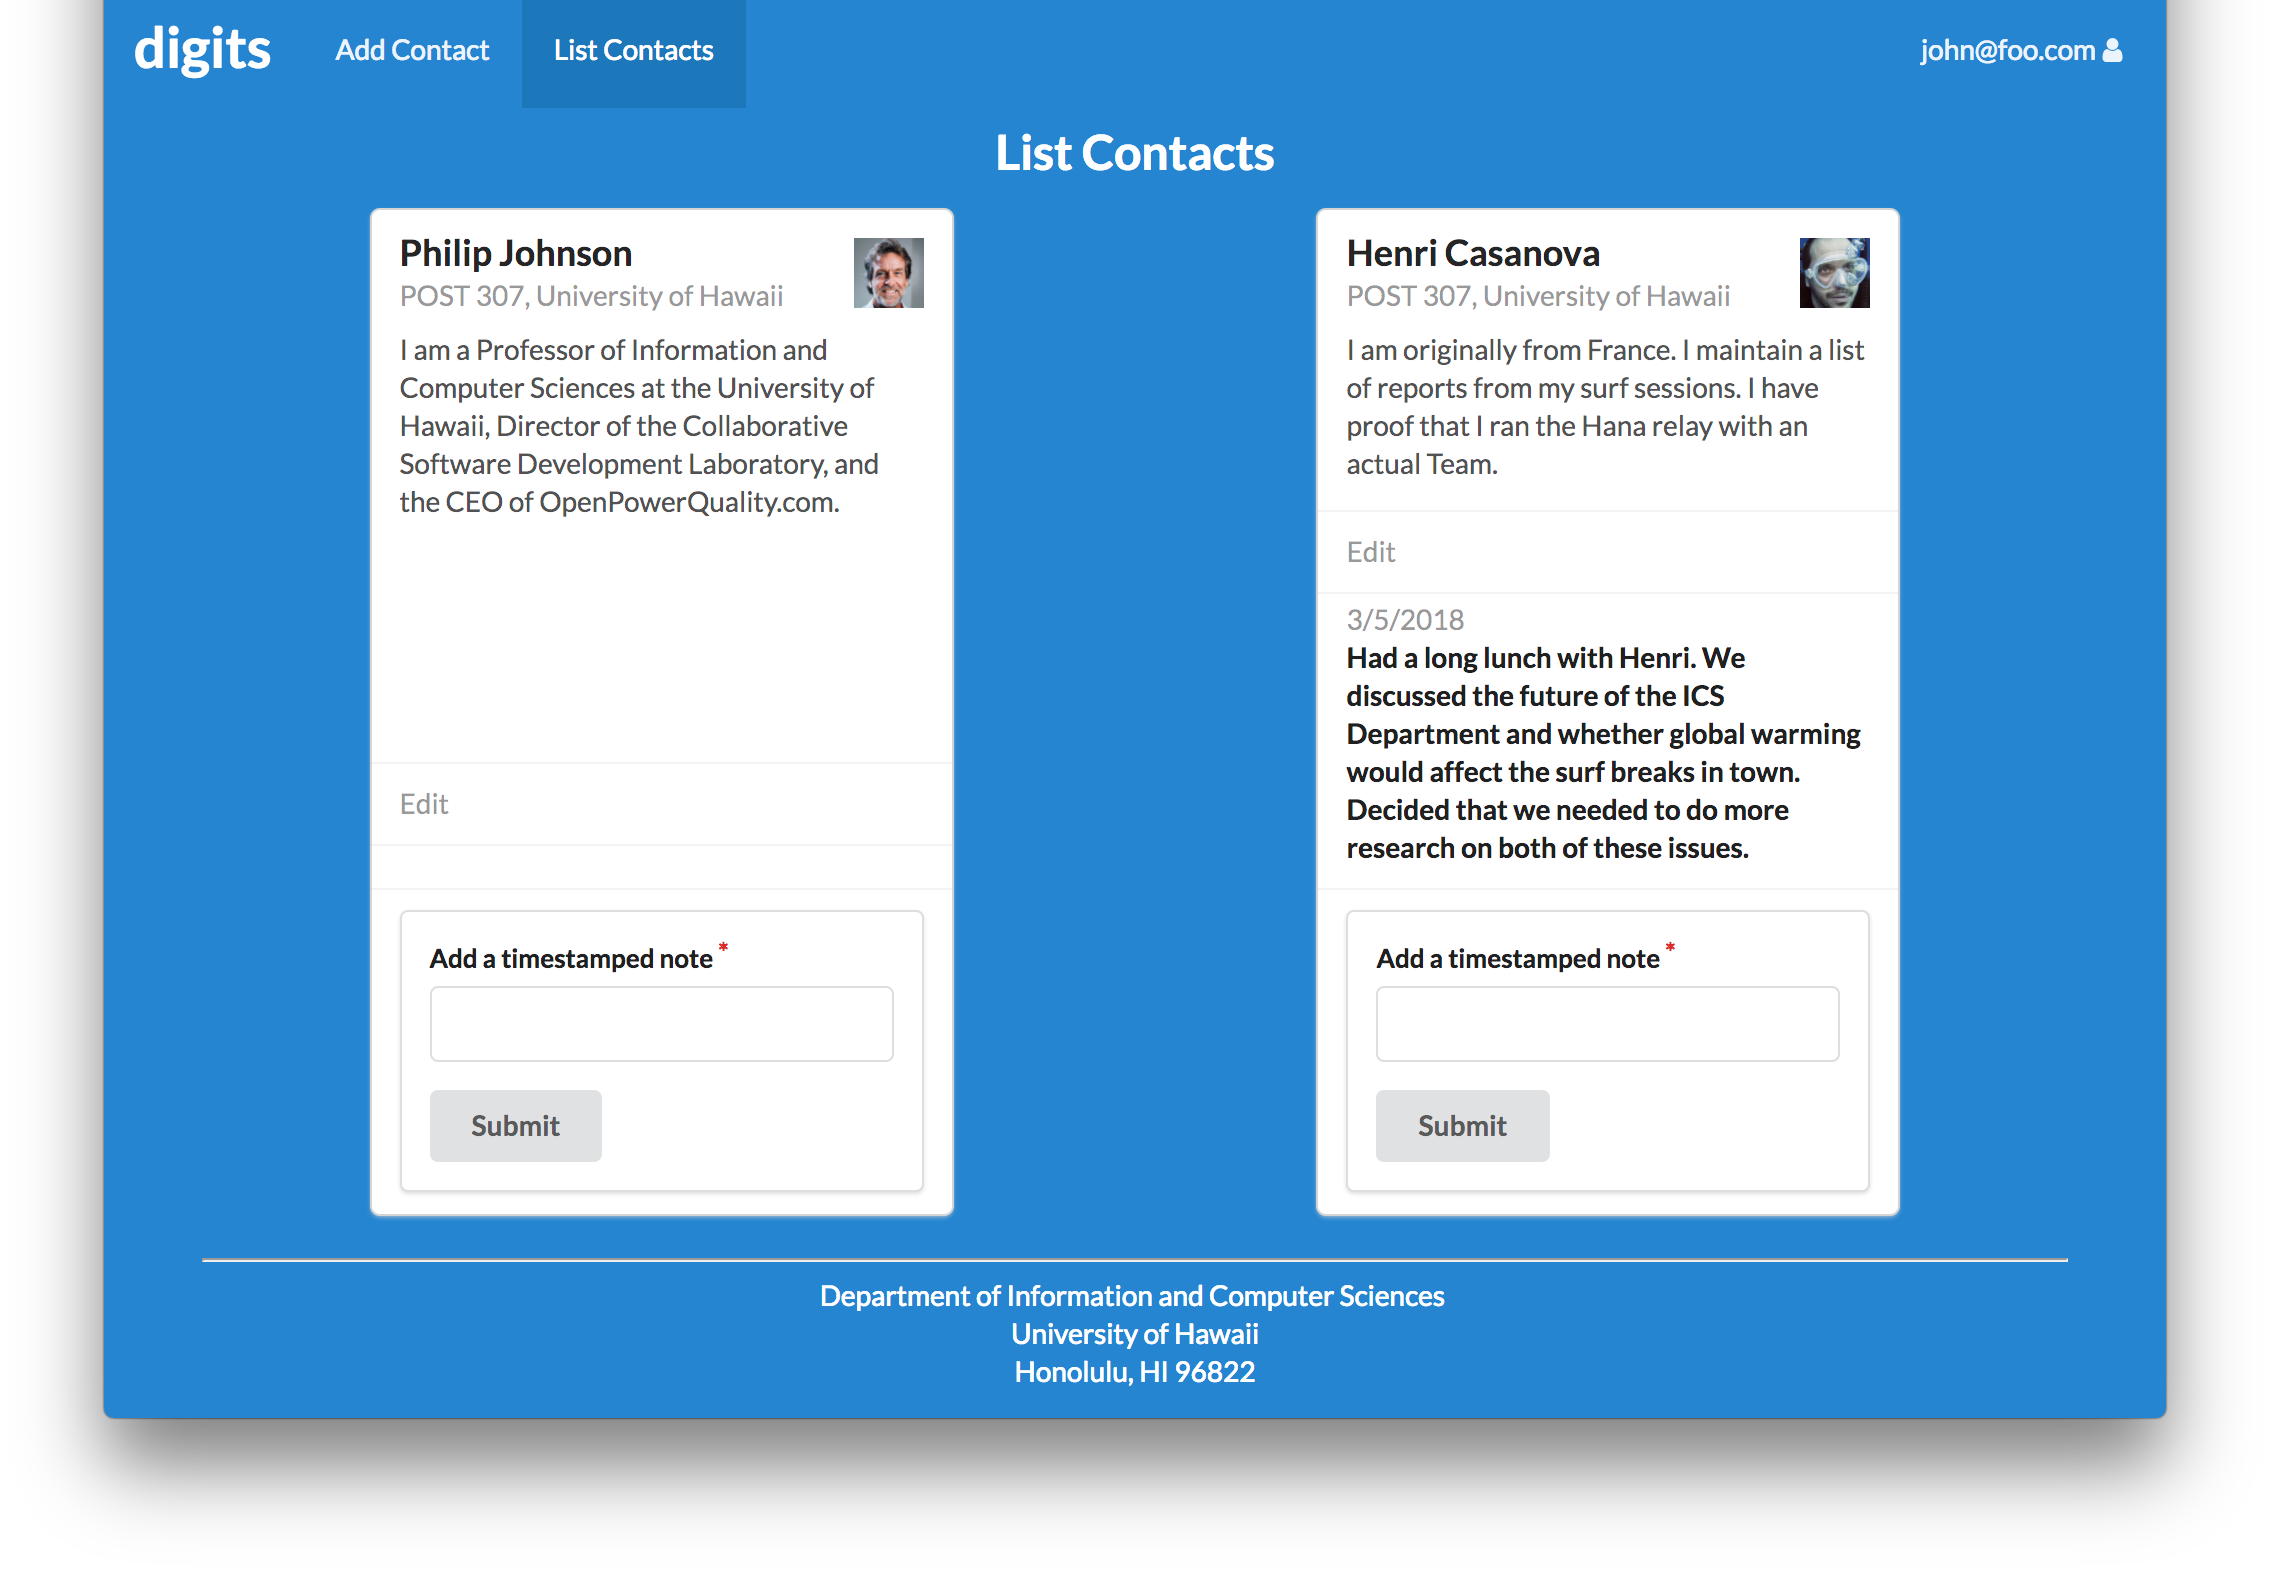 digits
Add Contact
List Contacts
john@foo.com
List Contacts
Philip Johnson
POST 307, University of Hawaii
I am a Professor of Information and
Computer Sciences at the University of
Hawaii, Director of the Collaborative
Software Development Laboratory, and
the CEO of OpenPowerQuality.com.
Edit
Add a timestamped note *
Submit
Henri Casanova
POST 307, University of Hawaii
I am originally from France. I maintain a list
of reports from my surf sessions. I have
proof that I ran the Hana relay with an
actual Team.
Edit
3/5/2018
Had a long lunch with Henri. We
discussed the future of the ICS
Department and whether global warming
would affect the surf breaks in town.
Decided that we needed to do more
research on both of these issues.
Add a timestamped note *
Submit
Department of Information and Computer Sciences
University of Hawaii
Honolulu, HI 96822